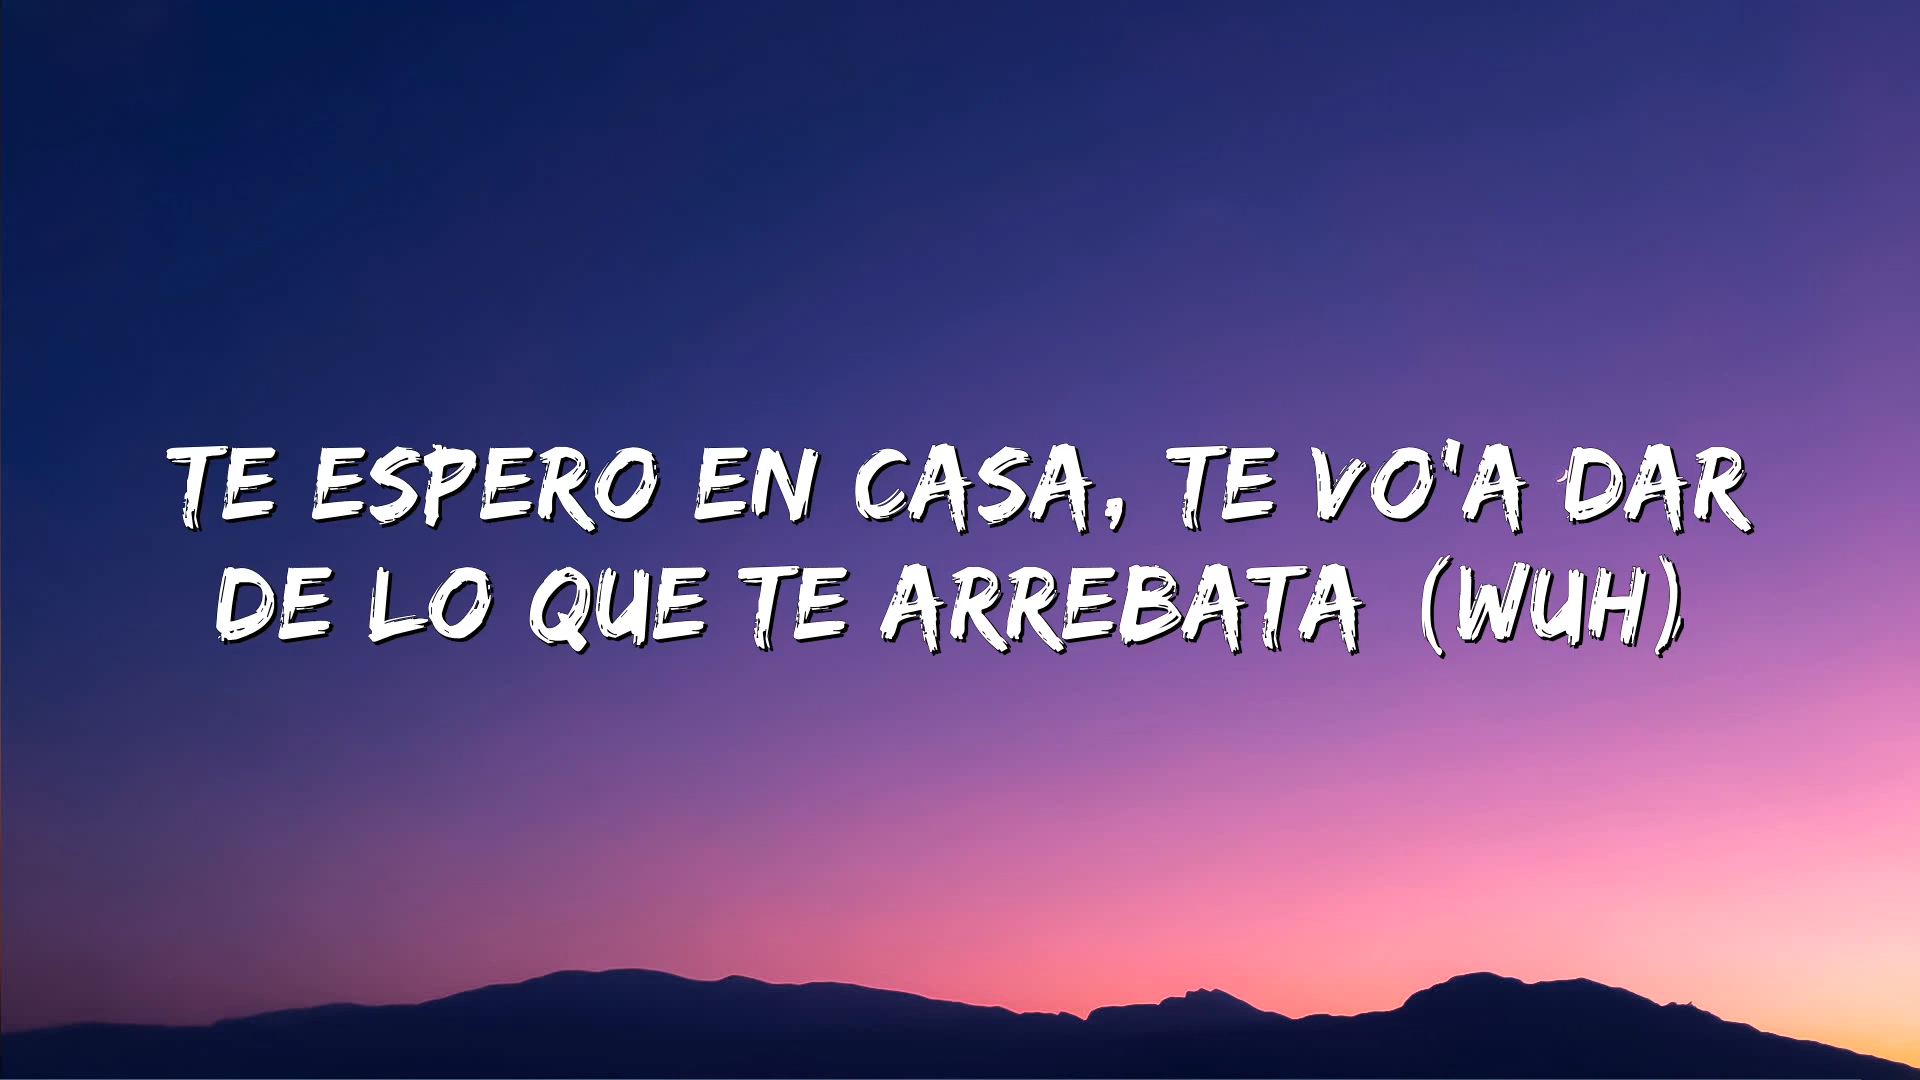 TE ESPERO EN CASA, TE VO'A DAR
DE LO QUE TE ARREBATA (WUH)